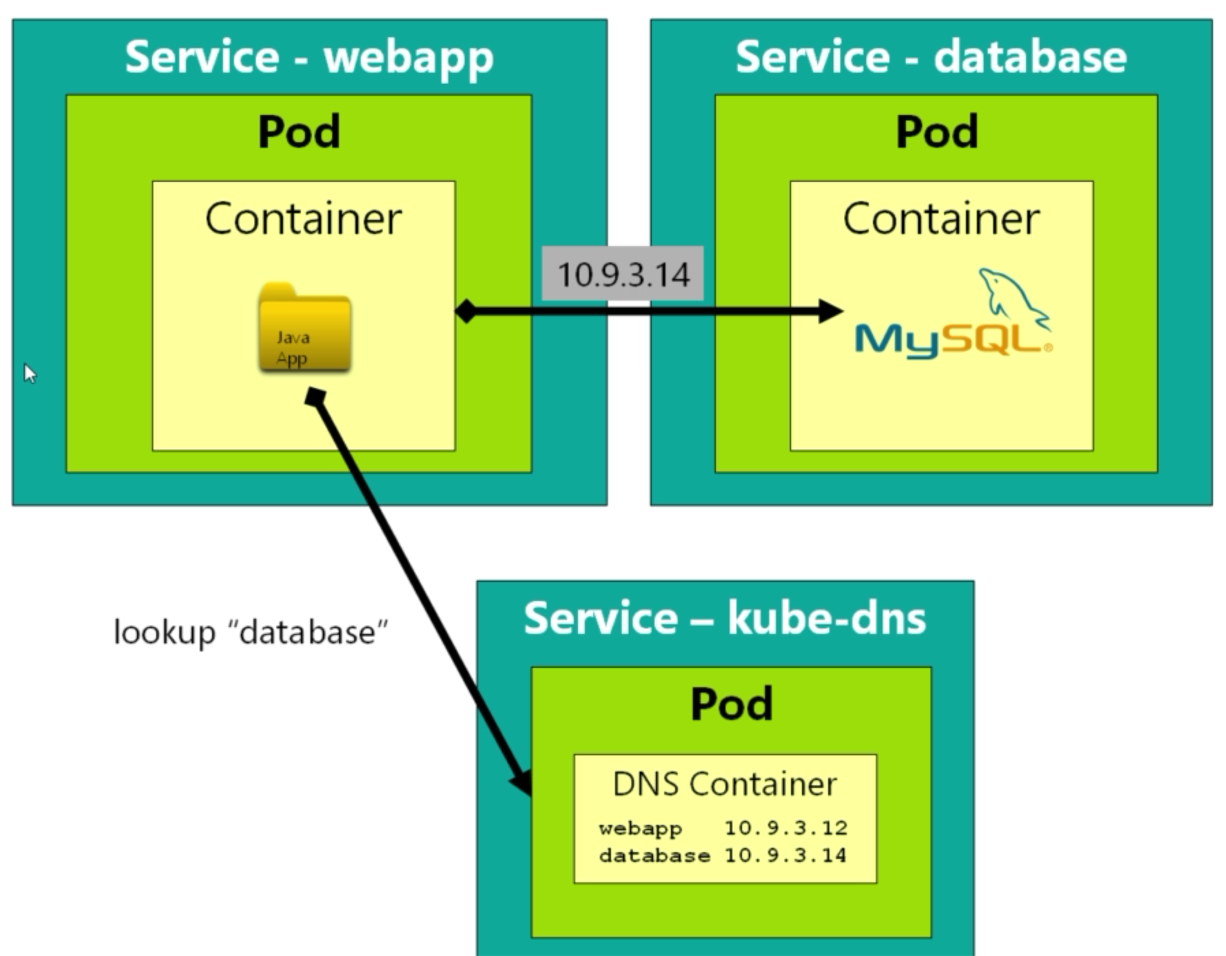 Service - webapp
Pod
Container
Java
App
10.9.3.14
Service - database
Pod
Container
MySQL®
lookup “database”
Service – kube-dns
Pod
DNS Container
webapp 10.9.3.12
database 10.9.3.14